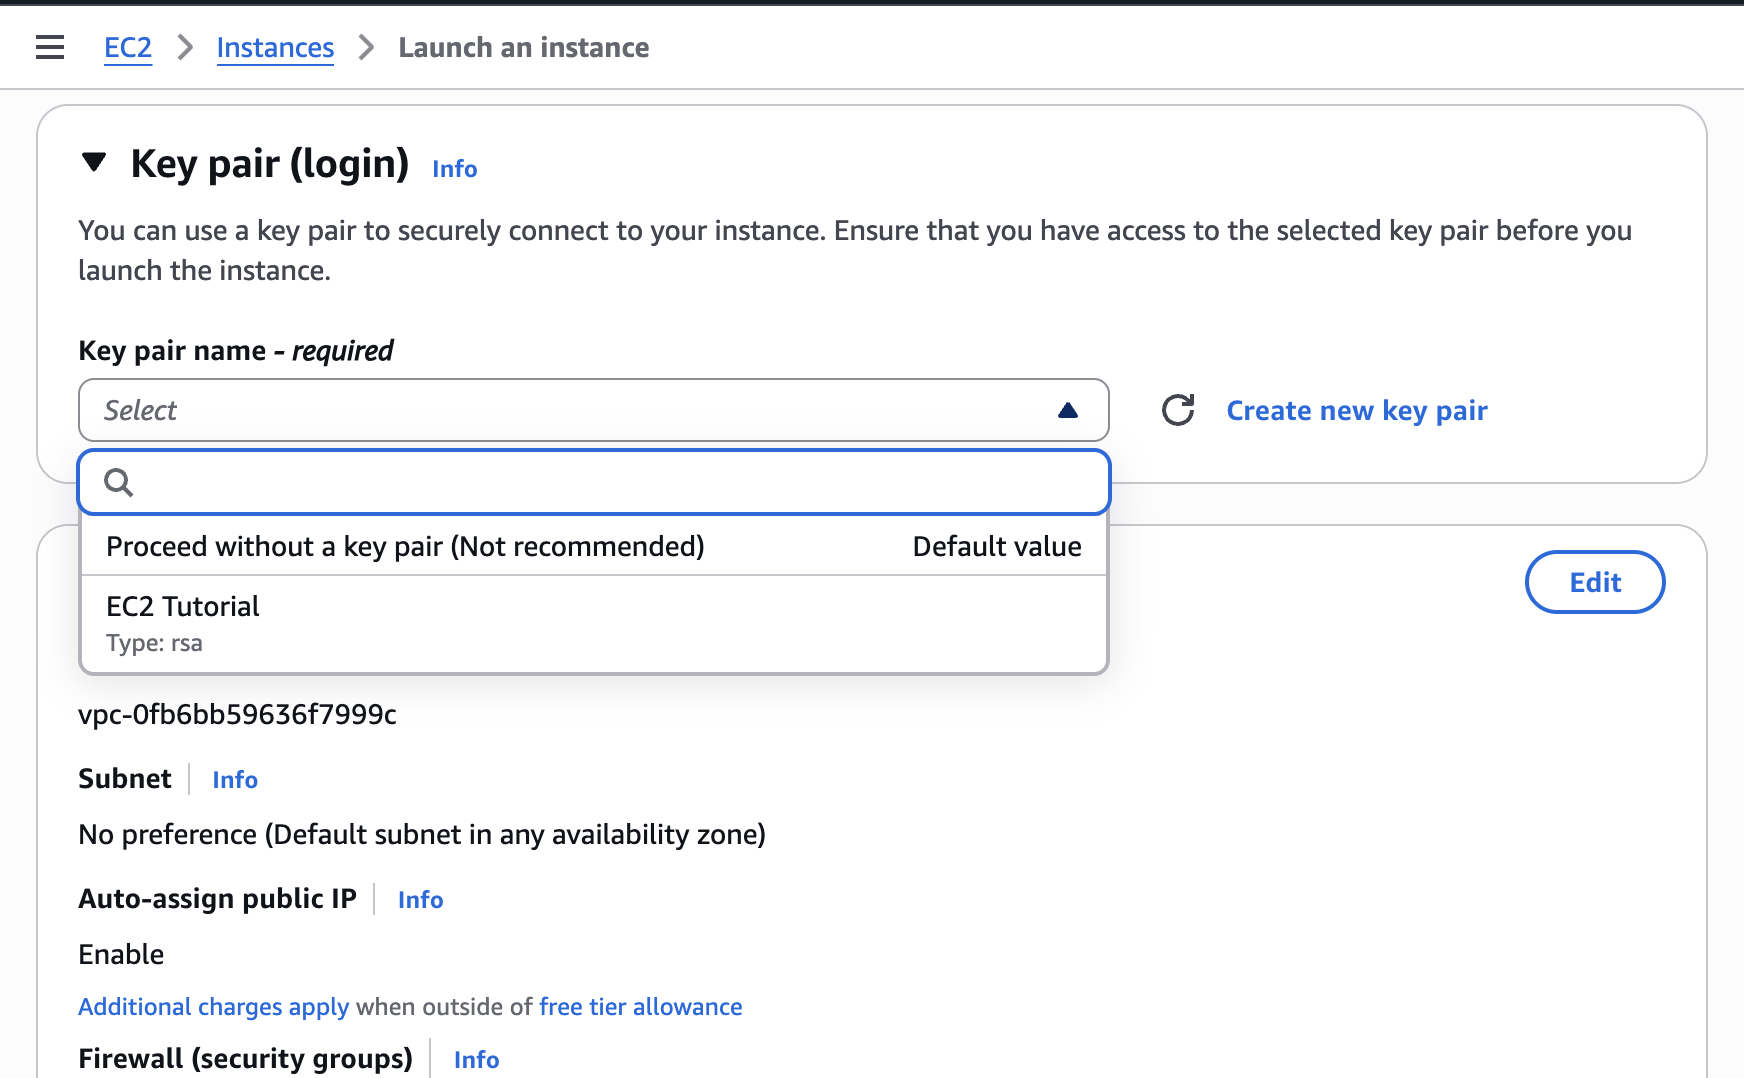 EC2 > Instances > Launch an instance
Key pair (login) Info
You can use a key pair to securely connect to your instance. Ensure that you have access to the selected key pair before you
launch the instance.
Key pair name - required
Select
Create new key pair
Proceed without a key pair (Not recommended) Default value
EC2 Tutorial
Type: rsa
Edit
vpc-0fb6bb59636f7999c
Subnet Info
No preference (Default subnet in any availability zone)
Auto-assign public IP Info
Enable
Additional charges apply when outside of free tier allowance
Firewall (security groups) Info